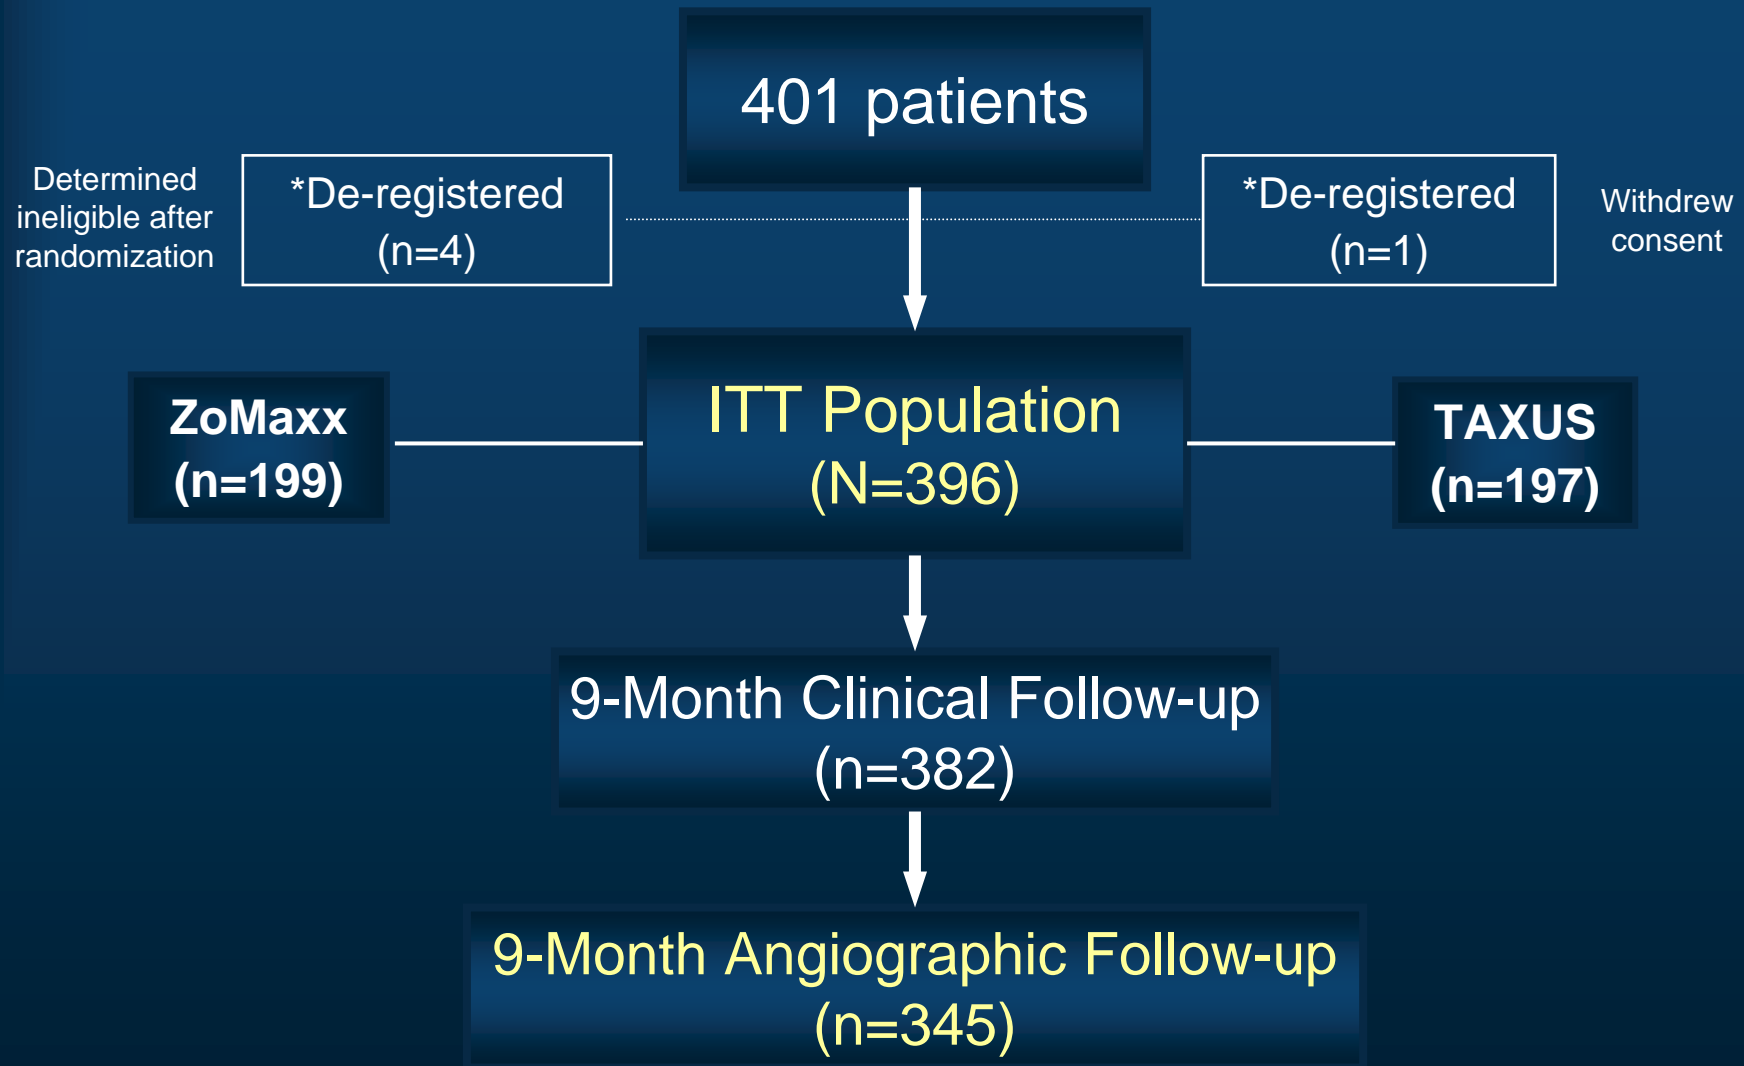 401 patients
Determined
ineligible after
randomization
*De-registered
(n=4)
*De-registered
(n=1)
Withdrew
consent
ZoMaxx
(n=199)
ITT Population
(N=396)
TAXUS
(n=197)
9-Month Clinical Follow-up
(n=382)
9-Month Angiographic Follow-up
(n=345)